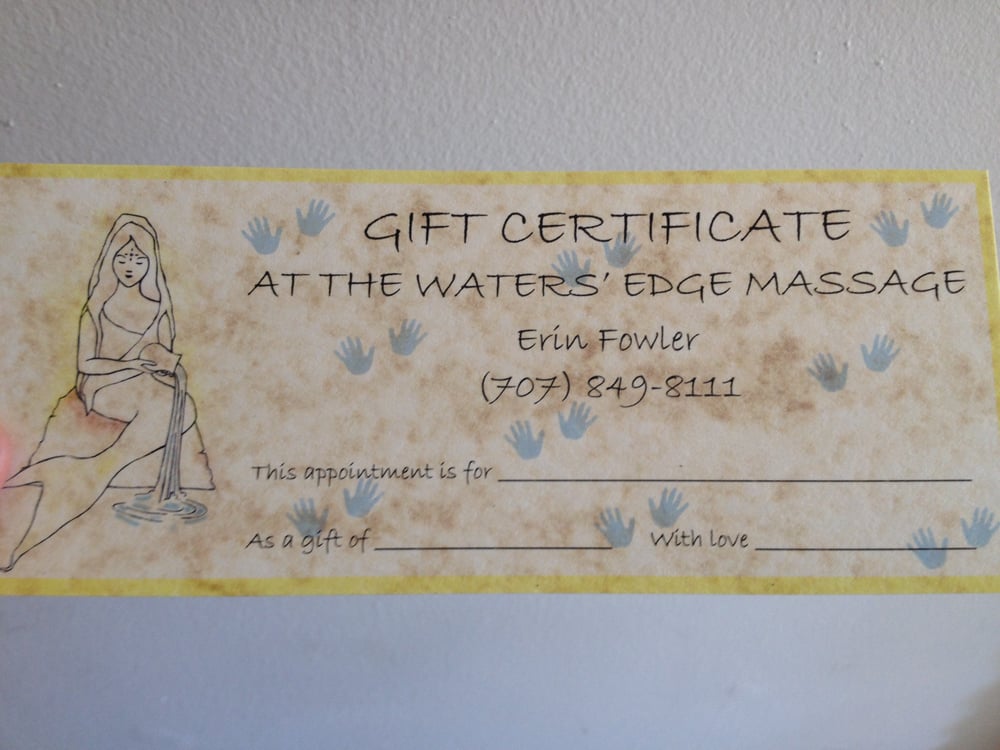 GIFT CERTIFICATE
AT THE WATERS' EDGE MASSAGE
Erin Fowler
(707) 849-8111
This appointment is for
As a gift of With love